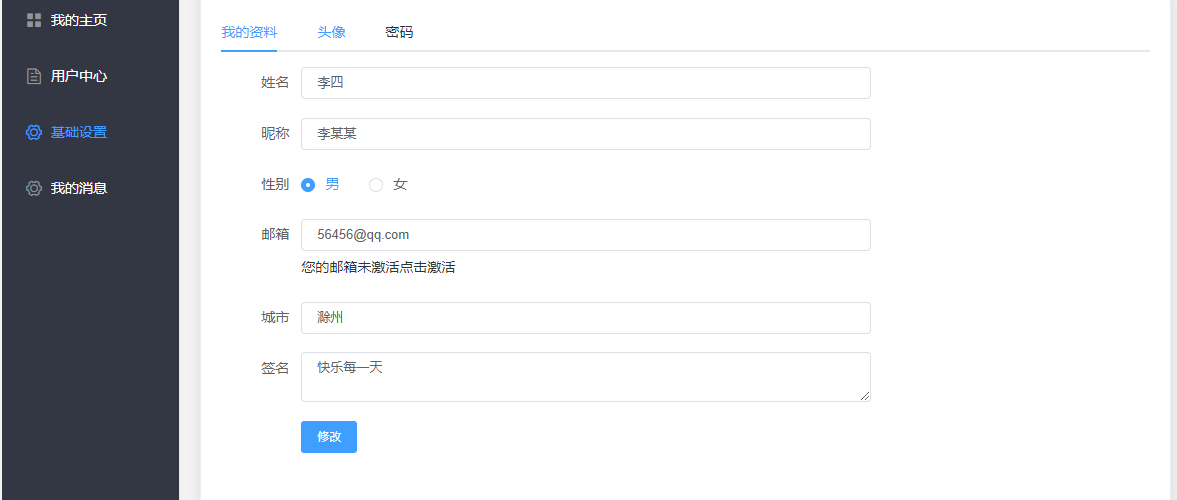 我的主页
用户中心
基础设置
我的消息
我的资料 头像 密码
姓名 李四
昵称 李某某
性别 男 女
邮箱 56456@qq.com
您的邮箱未激活点击激活
城市 滁州
签名 快乐每一天
修改